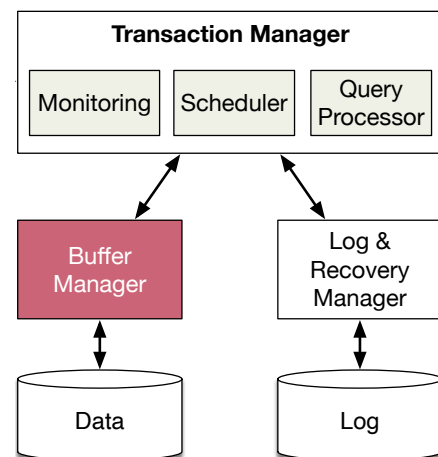 Transaction Manager
Monitoring
Scheduler
Query
Processor
Buffer
Manager
Log &
Recovery
Manager
Data
Log